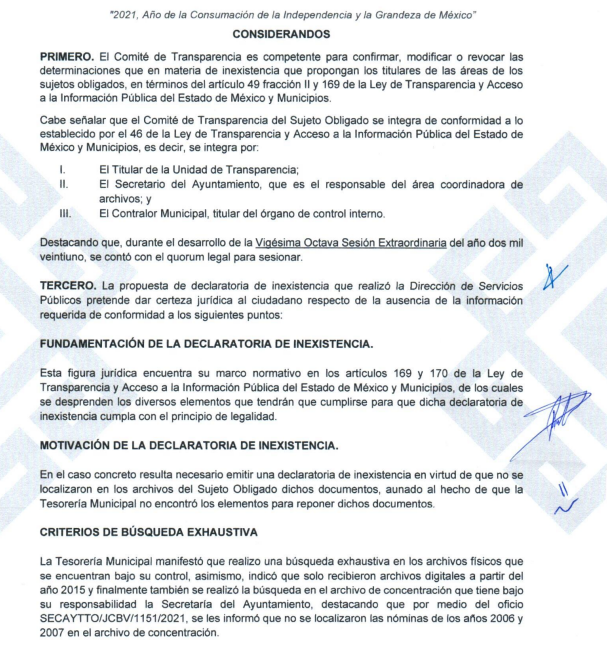 "2021, Año de la Consumación de la Independencia y la Grandeza de México"
CONSIDERANDOS
PRIMERO. El Comité de Transparencia es competente para confirmar, modificar o revocar las
determinaciones que en materia de inexistencia que propongan los titulares de las áreas de los
sujetos obligados, en términos del artículo 49 fracción II y 169 de la Ley de Transparencia y Acceso
a la Información Pública del Estado de México y Municipios.
Cabe señalar que el Comité de Transparencia del Sujeto Obligado se integra de conformidad a lo
establecido por el 46 de la Ley de Transparencia y Acceso a la Información Pública del Estado de
México y Municipios, es decir, se integra por:
I. El Titular de la Unidad de Transparencia;
II. El Secretario del Ayuntamiento, que es el responsable del área coordinadora de
archivos; y
III. El Contralor Municipal, titular del órgano de control interno.
Destacando que, durante el desarrollo de la Vigésima Octava Sesión Extraordinaria del año dos mil
veintiuno, se contó con el quorum legal para sesionar.
TERCERO. La propuesta de declaratoria de inexistencia que realizó la Dirección de Servicios
Públicos pretende dar certeza jurídica al ciudadano respecto de la ausencia de la información
requerida de conformidad a los siguientes puntos:
FUNDAMENTACIÓN DE LA DECLARATORIA DE INEXISTENCIA.
Esta figura jurídica encuentra su marco normativo en los artículos 169 y 170 de la Ley de
Transparencia y Acceso a la Información Pública del Estado de México y Municipios, de los cuales
se desprenden los diversos elementos que tendrán que cumplirse para que dicha declaratoria de
inexistencia cumpla con el principio de legalidad.
MOTIVACIÓN DE LA DECLARATORIA DE INEXISTENCIA.
En el caso concreto resulta necesario emitir una declaratoria de inexistencia en virtud de que no se
localizaron en los archivos del Sujeto Obligado dichos documentos, aunado al hecho de que la
Tesorería Municipal no encontró los elementos para reponer dichos documentos.
CRITERIOS DE BÚSQUEDA EXHAUSTIVA
La Tesorería Municipal manifestó que realizo una búsqueda exhaustiva en los archivos físicos que
se encuentran bajo su control, asimismo, indicó que solo recibieron archivos digitales a partir del
año 2015 y finalmente también se realizó la búsqueda en el archivo de concentración que tiene bajo
su responsabilidad la Secretaría del Ayuntamiento, destacando que por medio del oficio
SECAYTTO/JCBV/1151/2021, se les informó que no se localizaron las nóminas de los años 2006 y
2007 en el archivo de concentración.